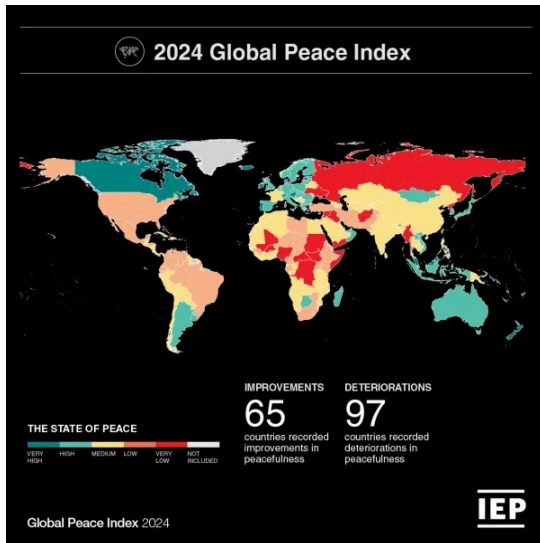 2024 Global Peace Index
IMPROVEMENTS
65
countries recorded
improvements in
peacefulness
DETERIORATIONS
97
countries recorded
deteriorations in
peacefulness
THE STATE OF PEACE
VERY
HIGH
HIGH
MEDIUM
LOW
VERY
LOW
NOT
INCLUDED
Global Peace Index 2024
IEP